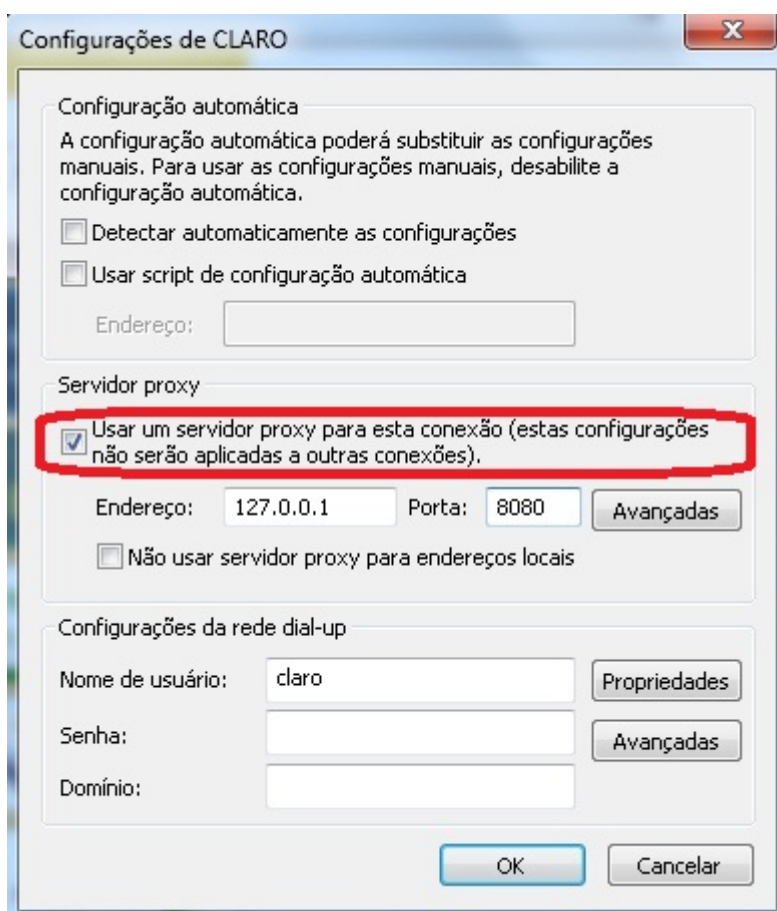 Configurações de CLARO
Configuração automática
A configuração automática poderá substituir as configurações
manuais. Para usar as configurações manuais, desabilite a
configuração automática.
Detectar automaticamente as configurações
Usar script de configuração automática
Endereço:
Servidor proxy
Usar um servidor proxy para esta conexão (estas configurações
não serão aplicadas a outras conexões).
Endereço: 127.0.0.1 Porta: 8080 Avançadas
Não usar servidor proxy para endereços locais
Configurações da rede dial-up
Nome de usuário: claro Propriedades
Senha: Avançadas
Domínio:
OK Cancelar